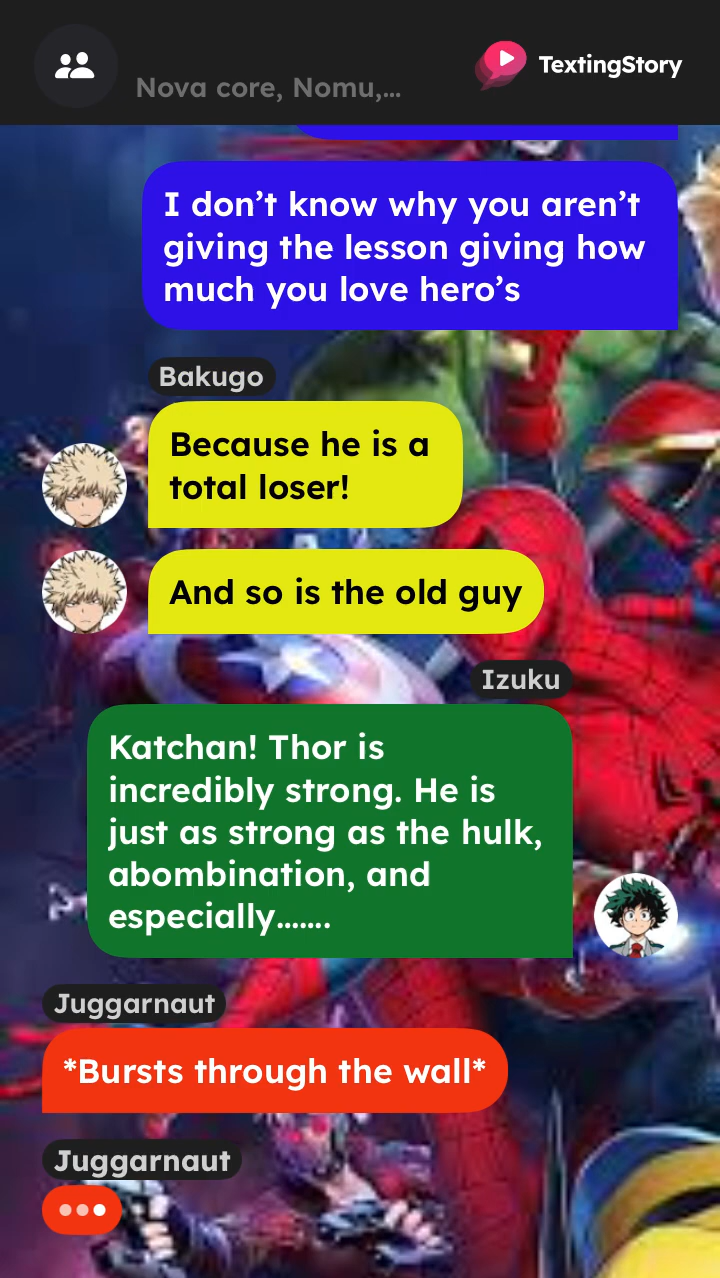 Nova core, Nomu,...
TextingStory
I don't know why you aren't
giving the lesson giving how
much you love hero's
Bakugo
Because he is a
total loser!
And so is the old guy
Izuku
Katchan! Thor is
incredibly strong. He is
just as strong as the hulk,
abombination, and
especially.......
Juggarnaut
*Bursts through the wall*
Juggarnaut